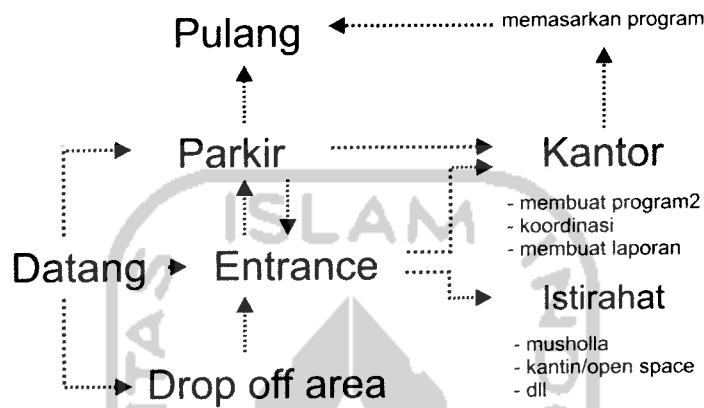 memasarkan program
Pulang
Parkir
Kantor
- membuat program2
- koordinasi
- membuat laporan
ISLAM
Datang
Entrance
Istirahat
- musholla
- kantin/open space
- dll
Drop off area